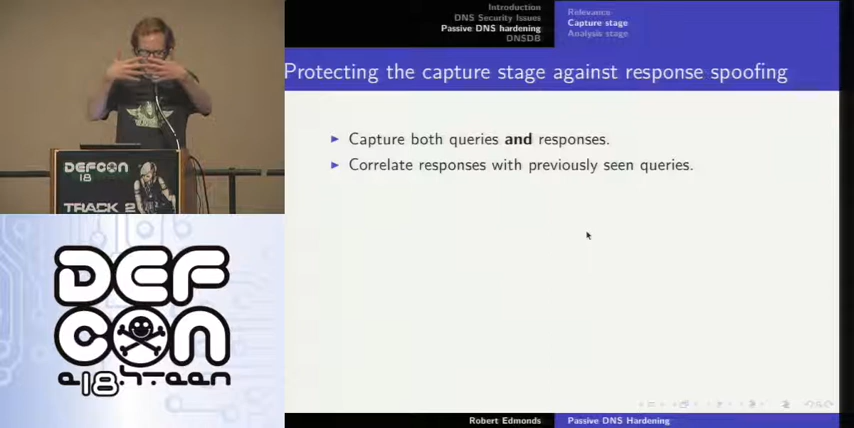 Introduction
DNS Security Issues
Passive DNS hardening
DNSDB
Relevance
Capture stage
Analysis stage
Protecting the capture stage against response spoofing
Capture both queries and responses.
Correlate responses with previously seen queries.
DEFCON
18
TRACK 2
DEF
CON
18
Robert Edmonds
Passive DNS Hardening